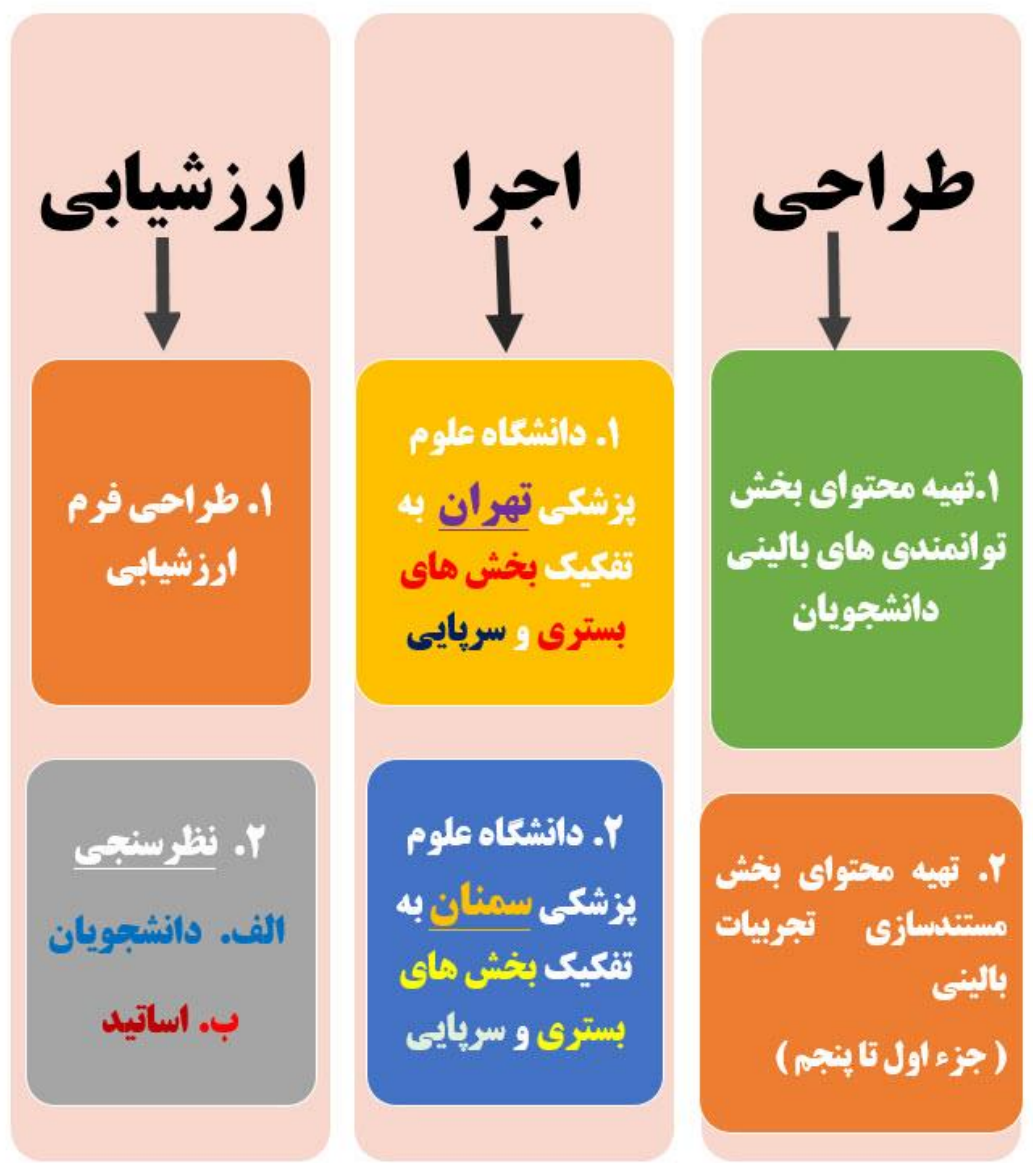 طراحی
۱.تهیه محتوای بخش
توانمندی های بالینی
دانشجویان
۲. تهیه محتوای بخش
مستندسازی تجربیات
بالینی
( جزء اول تا پنجم )
اجرا
۱. دانشگاه علوم
پزشکی تهران به
تفکیک بخش های
بستری و سرپایی
۲. دانشگاه علوم
پزشکی سمنان به
تفکیک بخش های
بستری و سرپایی
ارزشیابی
۱. طراحی فرم
ارزشیابی
۲. نظرسنجی
الف. دانشجویان
ب. اساتید